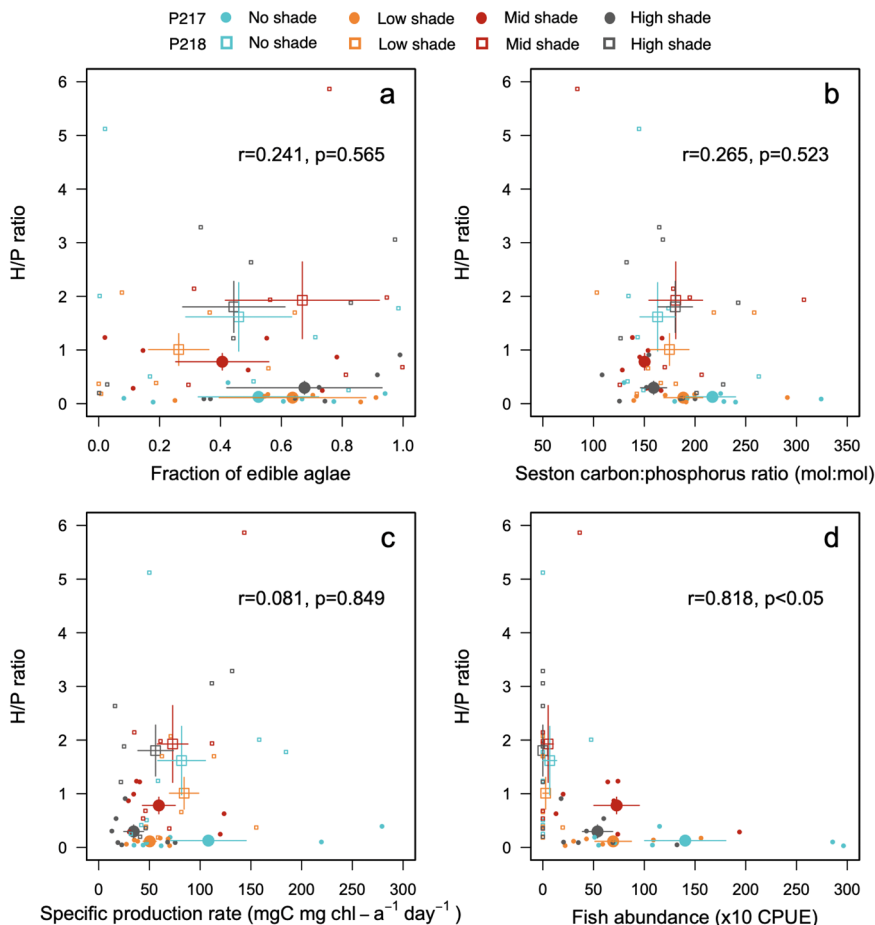 P217 No shade Low shade Mid shade High shade
P218 No shade Low shade Mid shade High shade
a
r=0.241, p=0.565
H/P ratio
6
5
4
3
2
1
0
0.0 0.2 0.4 0.6 0.8 1.0
Fraction of edible aglae
b
r=0.265, p=0.523
H/P ratio
6
5
4
3
2
1
0
50 100 150 200 250 300 350
Seston carbon:phosphorus ratio (mol:mol)
c
r=0.081, p=0.849
H/P ratio
6
5
4
3
2
1
0
0 50 100 150 200 250 300
Specific production rate (mgC mg chl – a⁻¹ day⁻¹ )
d
r=0.818, p<0.05
H/P ratio
6
5
4
3
2
1
0
0 50 100 150 200 250 300
Fish abundance (x10 CPUE)